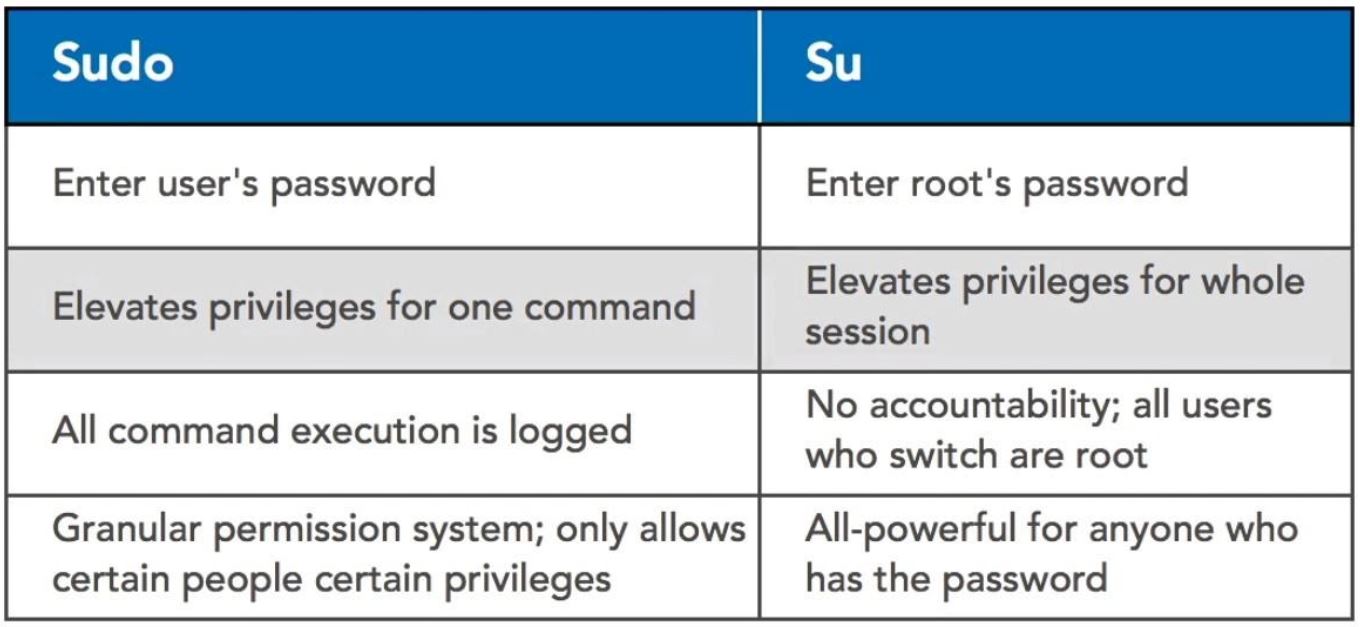 Sudo
Su
Enter user's password
Enter root's password
Elevates privileges for one command
Elevates privileges for whole
session
All command execution is logged
No accountability; all users
who switch are root
Granular permission system; only allows
certain people certain privileges
All-powerful for anyone who
has the password